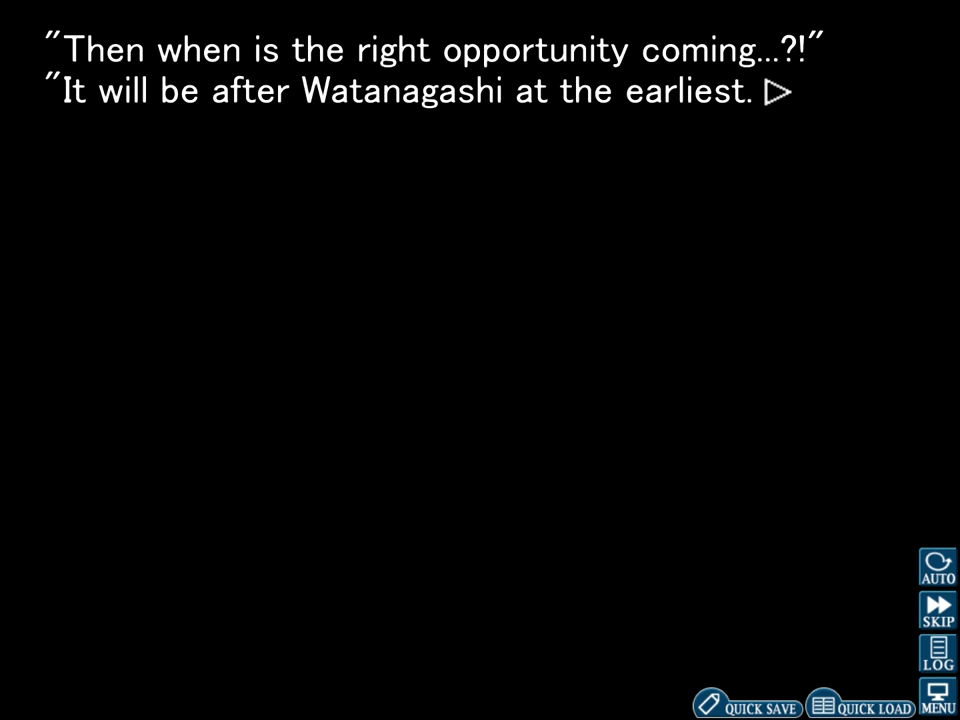 "Then when is the right opportunity coming...?!"
"It will be after Watanagashi at the earliest.
AUTO
SKIP
LOG
QUICK SAVE
QUICK LOAD
MENU